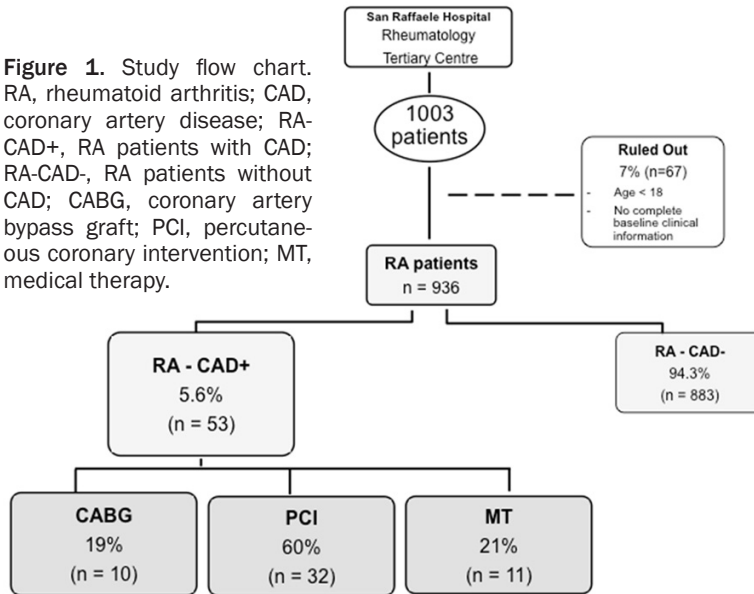 Figure 1. Study flow chart.
RA, rheumatoid arthritis; CAD,
coronary artery disease; RA-
CAD+, RA patients with CAD;
RA-CAD-, RA patients without
CAD; CABG, coronary artery
bypass graft; PCI, percutane-
ous coronary intervention; MT,
medical therapy.
San Raffaele Hospital
Rheumatology
Tertiary Centre
1003
patients
Ruled Out
7% (n=67)
- Age < 18
- No complete
baseline clinical
information
RA patients
n = 936
RA - CAD+
5.6%
(n = 53)
RA - CAD-
94.3%
(n = 883)
CABG
19%
(n = 10)
PCI
60%
(n = 32)
MT
21%
(n = 11)